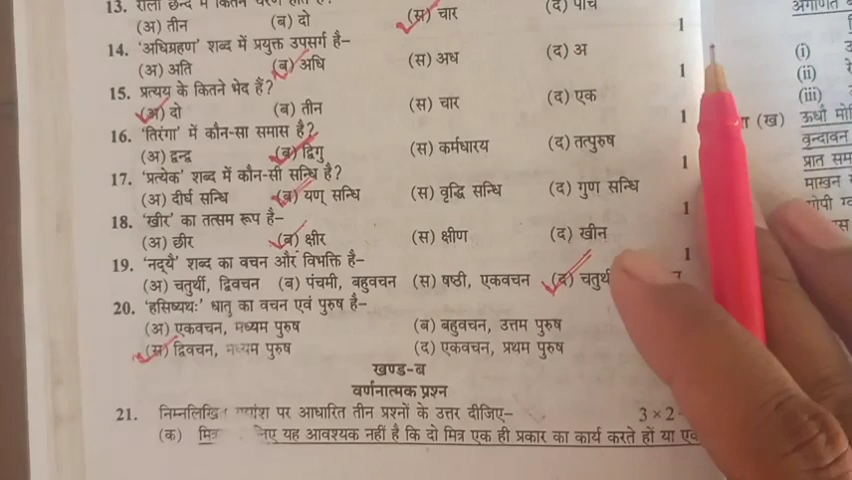 13. रोला छन्द में कितने चरण होते हैं?
(अ) तीन (ब) दो (स) चार (द) पाँच
1
14. 'अधिग्रहण' शब्द में प्रयुक्त उपसर्ग है–
(अ) अति (ब) अधि (स) अध (द) अ
1
15. प्रत्यय के कितने भेद हैं?
(अ) दो (ब) तीन (स) चार (द) एक
1
16. 'तिरंगा' में कौन-सा समास है?
(अ) द्वन्द्व (ब) द्विगु (स) कर्मधारय (द) तत्पुरुष
1
17. 'प्रत्येक' शब्द में कौन-सी सन्धि है?
(अ) दीर्घ सन्धि (ब) यण् सन्धि (स) वृद्धि सन्धि (द) गुण सन्धि
1
18. 'खीर' का तत्सम रूप है–
(अ) छीर (ब) क्षीर (स) क्षीण (द) खीन
1
19. 'नद्यै' शब्द का वचन और विभक्ति है–
(अ) चतुर्थी, द्विवचन (ब) पंचमी, बहुवचन (स) षष्ठी, एकवचन (द) चतुर्थी
20. 'हसिष्यथः' धातु का वचन एवं पुरुष है–
(अ) एकवचन, मध्यम पुरुष (ब) बहुवचन, उत्तम पुरुष
(स) द्विवचन, मध्यम पुरुष (द) एकवचन, प्रथम पुरुष
खण्ड-ब
वर्णनात्मक प्रश्न
21. निम्नलिखित गद्यांश पर आधारित तीन प्रश्नों के उत्तर दीजिए– 3 × 2
(क) मित्र यह आवश्यक नहीं है कि दो मित्र एक ही प्रकार का कार्य करते हों या
(i)
(ii)
(iii)
(ख) ऊधौ
वृन्दावन
प्रात सम
माखन
गोपी